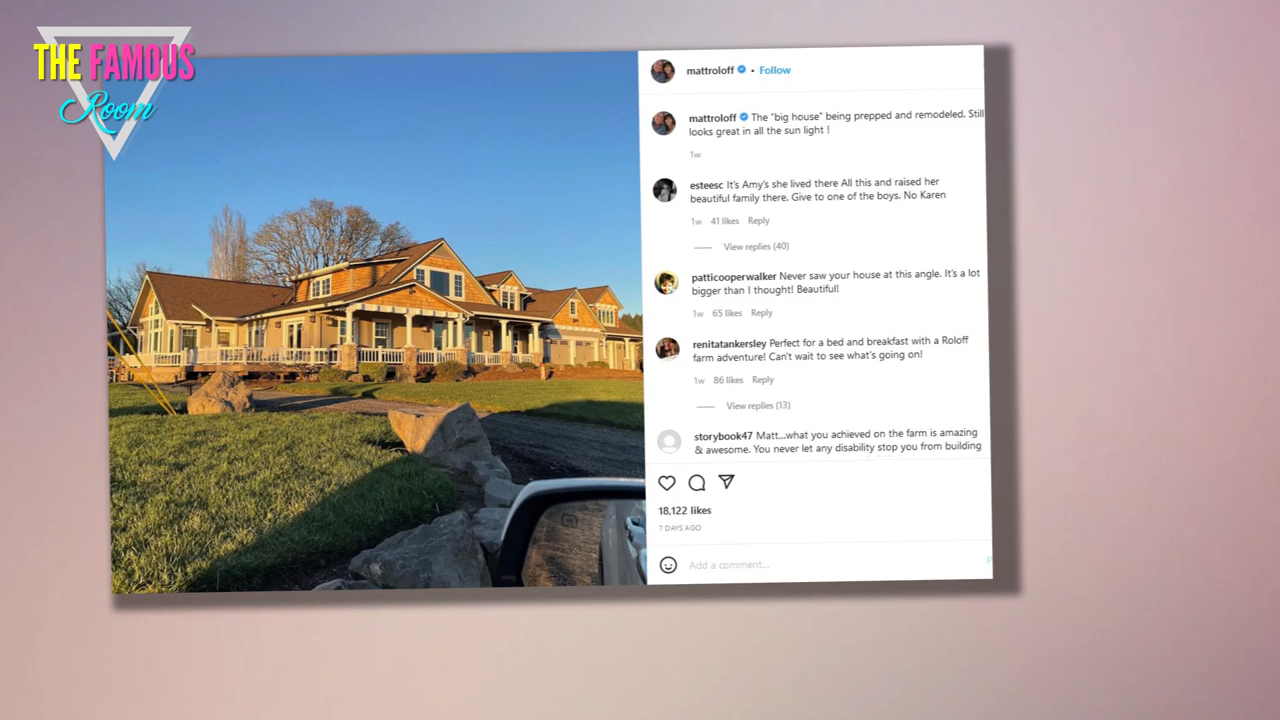 THE FAMOUS
Room
mattroloff • Follow
mattroloff The "big house" being prepped and remodeled. Still
looks great in all the sun light !
1w
esteesc It's Amy's she lived there All this and raised her
beautiful family there. Give to one of the boys. No Karen
1w 41 likes Reply
View replies (40)
patticooperwalker Never saw your house at this angle. It's a lot
bigger than I thought! Beautiful!
1w 65 likes Reply
renitatankersley Perfect for a bed and breakfast with a Roloff
farm adventure! Can't wait to see what's going on!
1w 86 likes Reply
View replies (13)
storybook47 Matt...what you achieved on the farm is amazing
& awesome. You never let any disability stop you from building
18,122 likes
7 DAYS AGO
Add a comment...